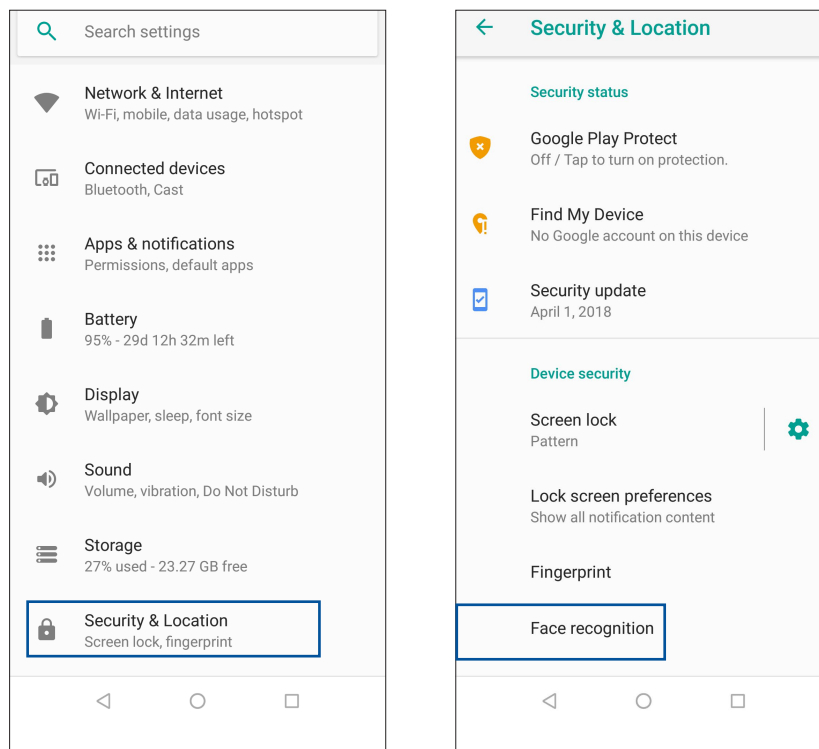 Search settings
Network & Internet
Wi-Fi, mobile, data usage, hotspot
Connected devices
Bluetooth, Cast
Apps & notifications
Permissions, default apps
Battery
95% - 29d 12h 32m left
Display
Wallpaper, sleep, font size
Sound
Volume, vibration, Do Not Disturb
Storage
27% used - 23.27 GB free
Security & Location
Screen lock, fingerprint
Security & Location
Security status
Google Play Protect
Off / Tap to turn on protection.
Find My Device
No Google account on this device
Security update
April 1, 2018
Device security
Screen lock
Pattern
Lock screen preferences
Show all notification content
Fingerprint
Face recognition